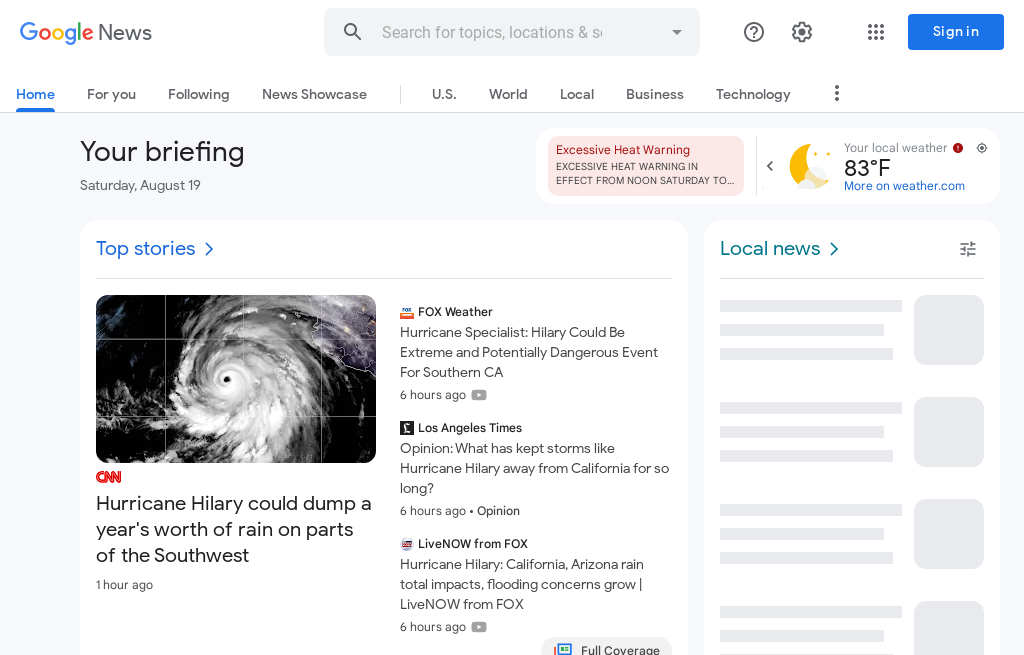 Google News
Search for topics, locations & s
Sign in
Home
For you
Following
News Showcase
U.S.
World
Local
Business
Technology
Your briefing
Saturday, August 19
Excessive Heat Warning
EXCESSIVE HEAT WARNING IN
EFFECT FROM NOON SATURDAY TO...
Your local weather
83°F
More on weather.com
Top stories
Local news
CNN
Hurricane Hilary could dump a
year's worth of rain on parts
of the Southwest
1 hour ago
FOX Weather
Hurricane Specialist: Hilary Could Be
Extreme and Potentially Dangerous Event
For Southern CA
6 hours ago
Los Angeles Times
Opinion: What has kept storms like
Hurricane Hilary away from California for so
long?
6 hours ago • Opinion
LiveNOW from FOX
Hurricane Hilary: California, Arizona rain
total impacts, flooding concerns grow |
LiveNOW from FOX
6 hours ago
Full Coverage